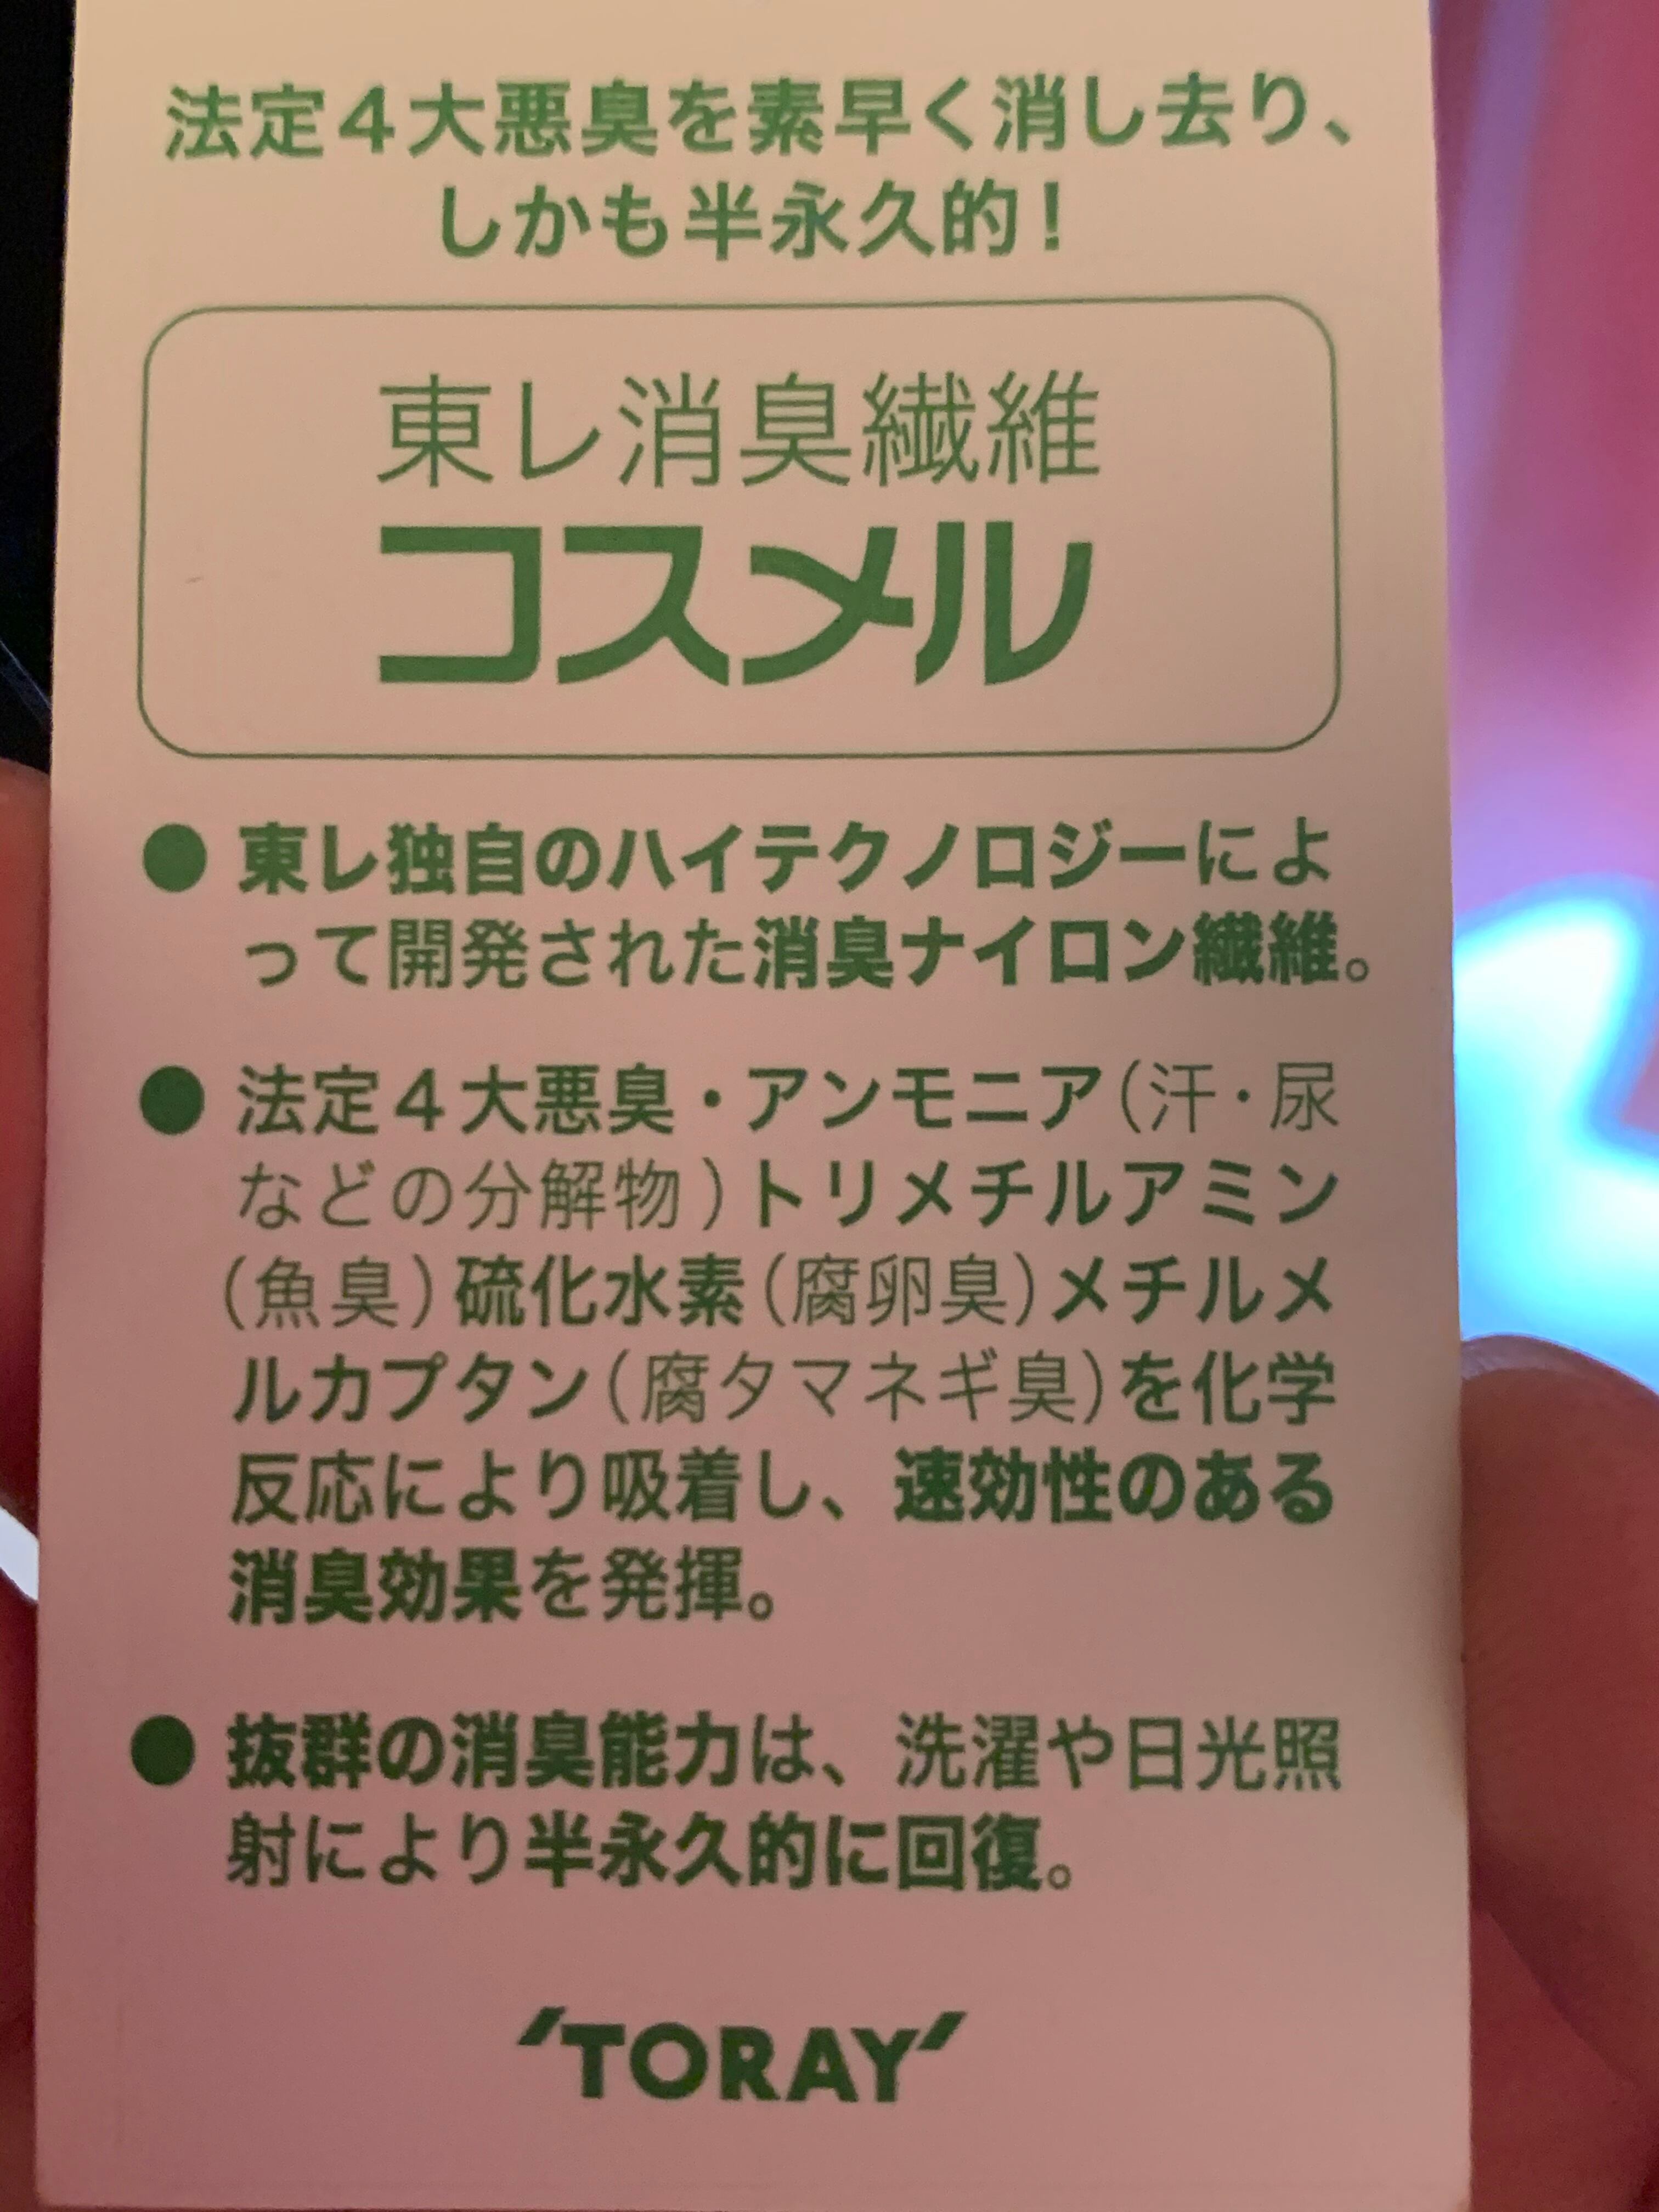 法定４大悪臭を素早く消し去り、
しかも半永久的！
東レ消臭繊維
コスメル
● 東レ独自のハイテクノロジーによ
って開発された消臭ナイロン繊維。
● 法定４大悪臭・アンモニア（汗・尿
などの分解物）トリメチルアミン
（魚臭）硫化水素（腐卵臭）メチルメ
ルカプタン（腐タマネギ臭）を化学
反応により吸着し、速効性のある
消臭効果を発揮。
● 抜群の消臭能力は、洗濯や日光照
射により半永久的に回復。
'TORAY'